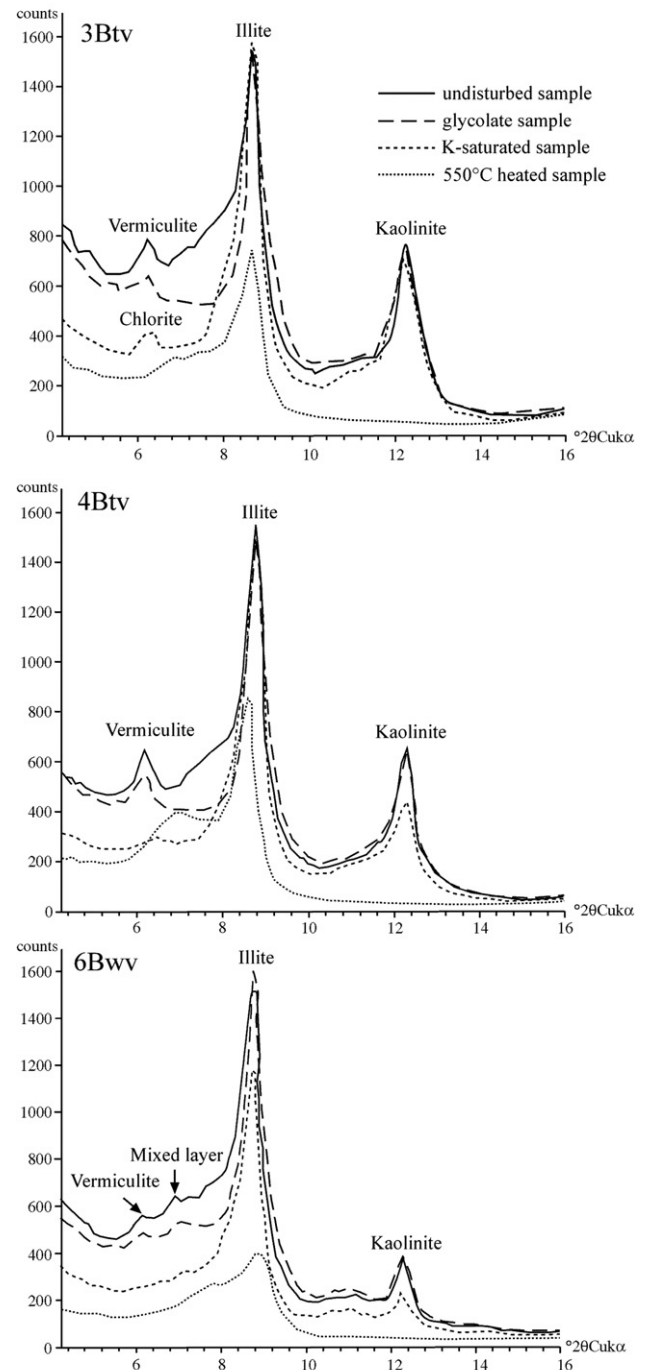 counts
3Btv
Illite
1600
1400
1200
1000
800
600
400
200
0
undisturbed sample
glycolate sample
K-saturated sample
550°C heated sample
Vermiculite
Chlorite
Kaolinite
6 8 10 12 14 16
°2θCukα
counts
4Btv
Illite
1600
1400
1200
1000
800
600
400
200
0
Vermiculite
Kaolinite
6 8 10 12 14 16
°2θCukα
counts
6Bwv
Illite
1600
1400
1200
1000
800
600
400
200
0
Mixed layer
Vermiculite
Kaolinite
6 8 10 12 14 16
°2θCukα